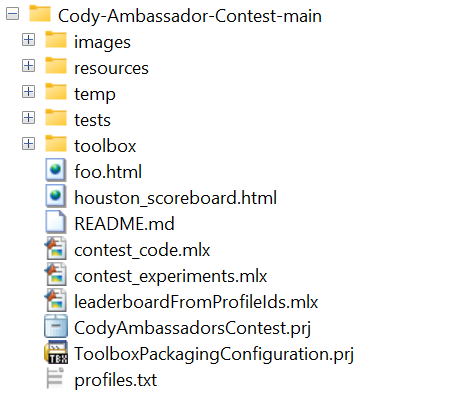 Cody-Ambassador-Contest-main
images
resources
temp
tests
toolbox
foo.html
houston_scoreboard.html
README.md
contest_code.mlx
contest_experiments.mlx
leaderboardFromProfileIds.mlx
CodyAmbassadorsContest.prj
ToolboxPackagingConfiguration.prj
profiles.txt